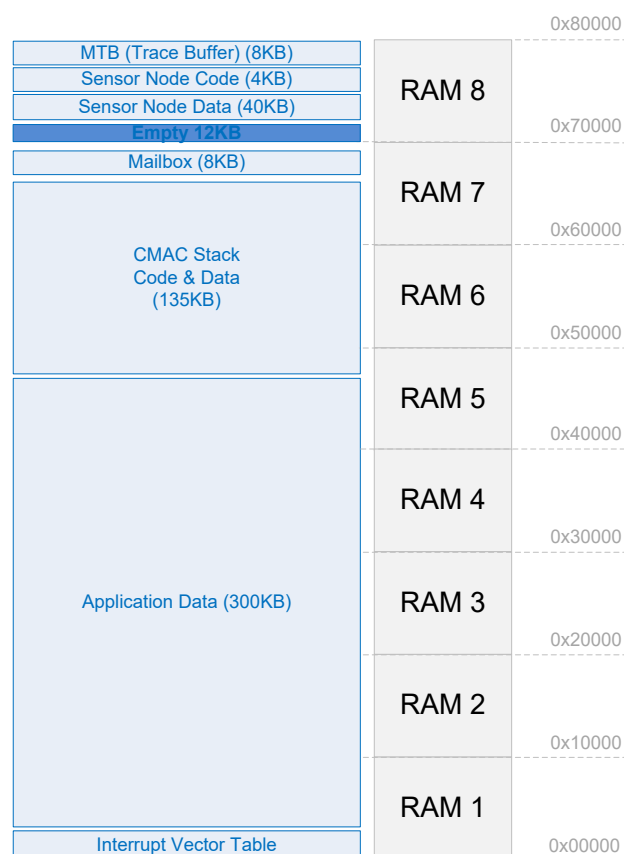 MTB (Trace Buffer) (8KB)
Sensor Node Code (4KB)
Sensor Node Data (40KB)
Empty 12KB
Mailbox (8KB)
CMAC Stack
Code & Data
(135KB)
Application Data (300KB)
Interrupt Vector Table
RAM 8
RAM 7
RAM 6
RAM 5
RAM 4
RAM 3
RAM 2
RAM 1
0x80000
0x70000
0x60000
0x50000
0x40000
0x30000
0x20000
0x10000
0x00000